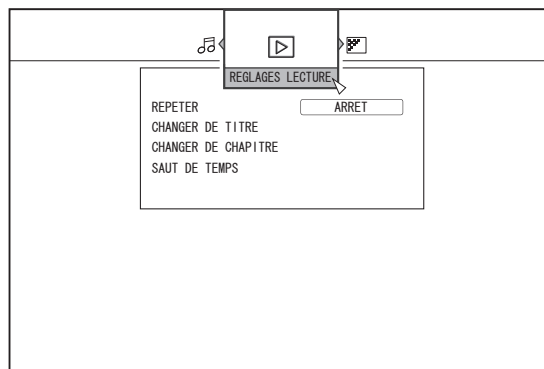 REGLAGES LECTURE
REPETER ARRET
CHANGER DE TITRE
CHANGER DE CHAPITRE
SAUT DE TEMPS